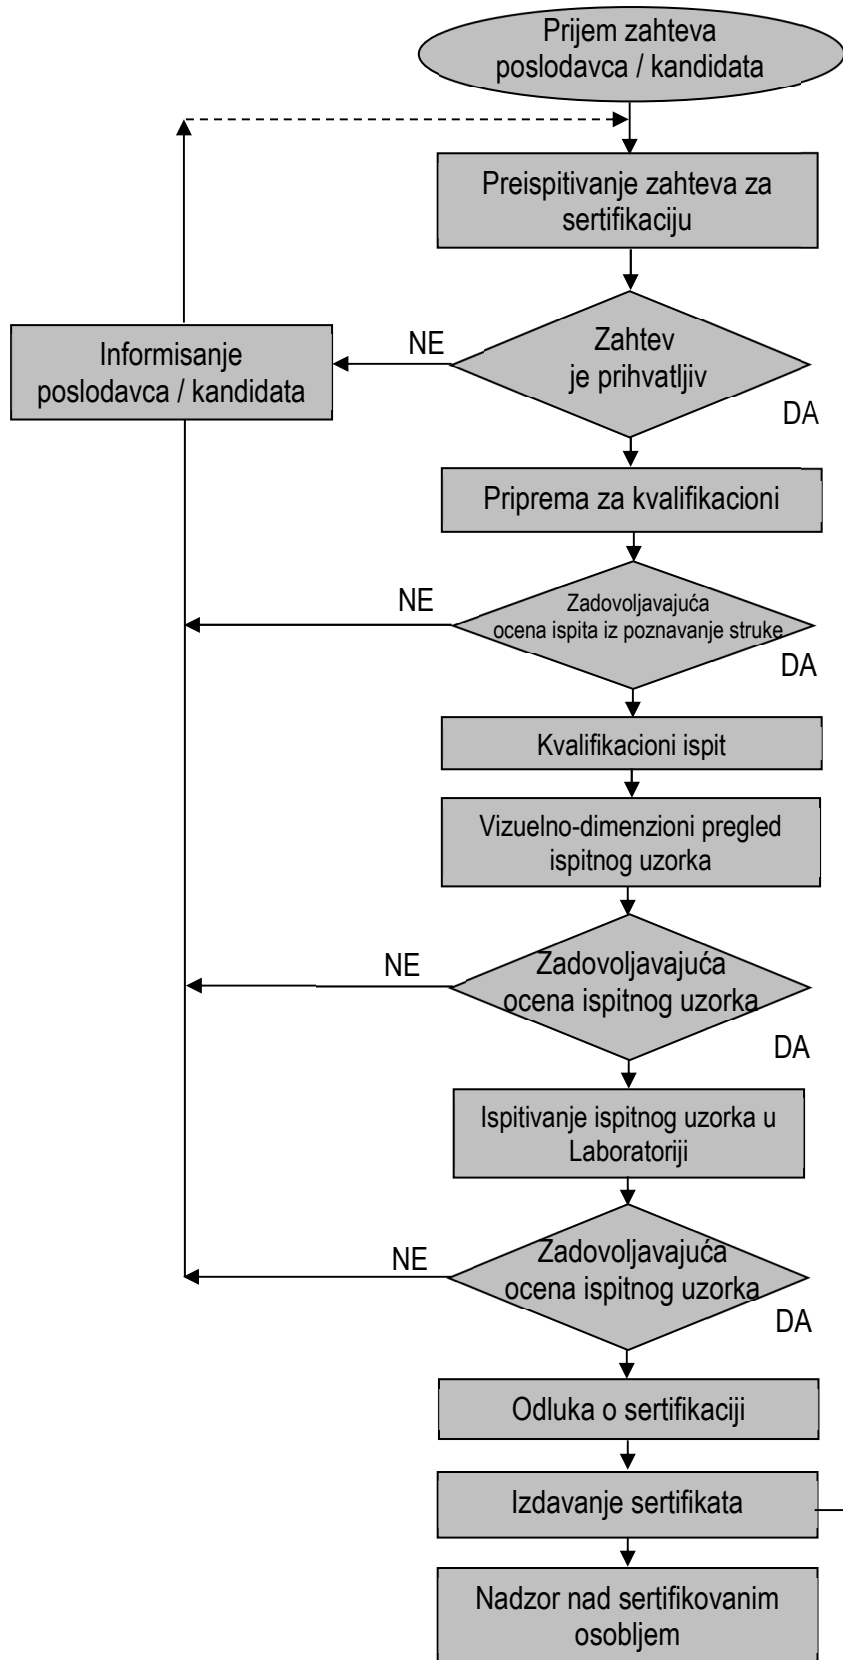 Prijem zahteva
poslodavca / kandidata
Preispitivanje zahteva za
sertifikaciju
Zahtev
je prihvatljiv
NE
DA
Informisanje
poslodavca / kandidata
Priprema za kvalifikacioni
Zadovoljavajuća
ocena ispita iz poznavanje struke
NE
DA
Kvalifikacioni ispit
Vizuelno-dimenzioni pregled
ispitnog uzorka
Zadovoljavajuća
ocena ispitnog uzorka
NE
DA
Ispitivanje ispitnog uzorka u
Laboratoriji
Zadovoljavajuća
ocena ispitnog uzorka
NE
DA
Odluka o sertifikaciji
Izdavanje sertifikata
Nadzor nad sertifikovanim
osobljem